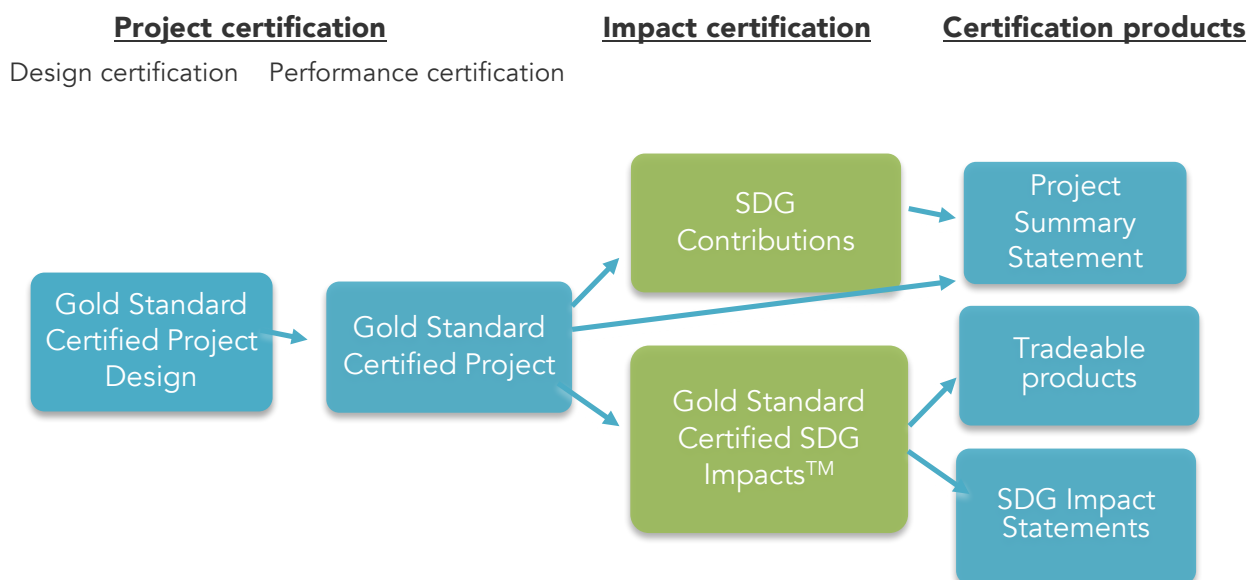 Project certification
Impact certification
Certification products
Design certification
Performance certification
Gold Standard
Certified Project
Design
Gold Standard
Certified Project
SDG
Contributions
Gold Standard
Certified SDG
Impacts™
Project
Summary
Statement
Tradeable
products
SDG Impact
Statements